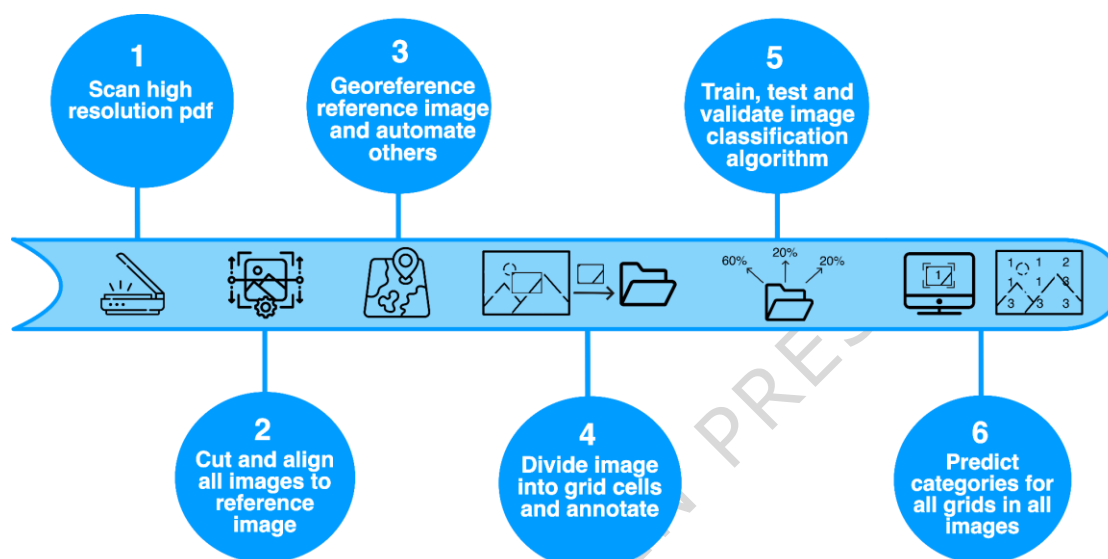 1
Scan high
resolution pdf
3
Georeference
reference image
and automate
others
5
Train, test and
validate image
classification
algorithm
60%
20%
20%
1
1 1 2
1 1 3
3 3 3
2
Cut and align
all images to
reference
image
4
Divide image
into grid cells
and annotate
6
Predict
categories for
all grids in all
images
N PRES